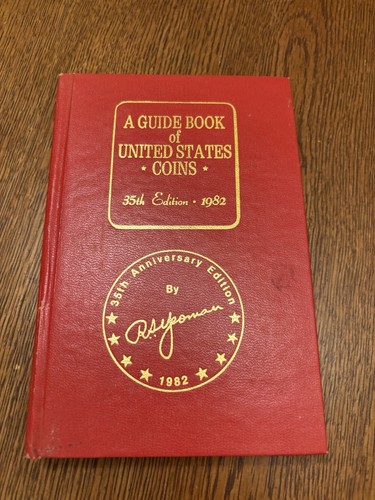 A GUIDE BOOK
of
UNITED STATES
★ COINS ★
35th Edition • 1982
35th Anniversary Edition
By
R.S. Yeoman
1982